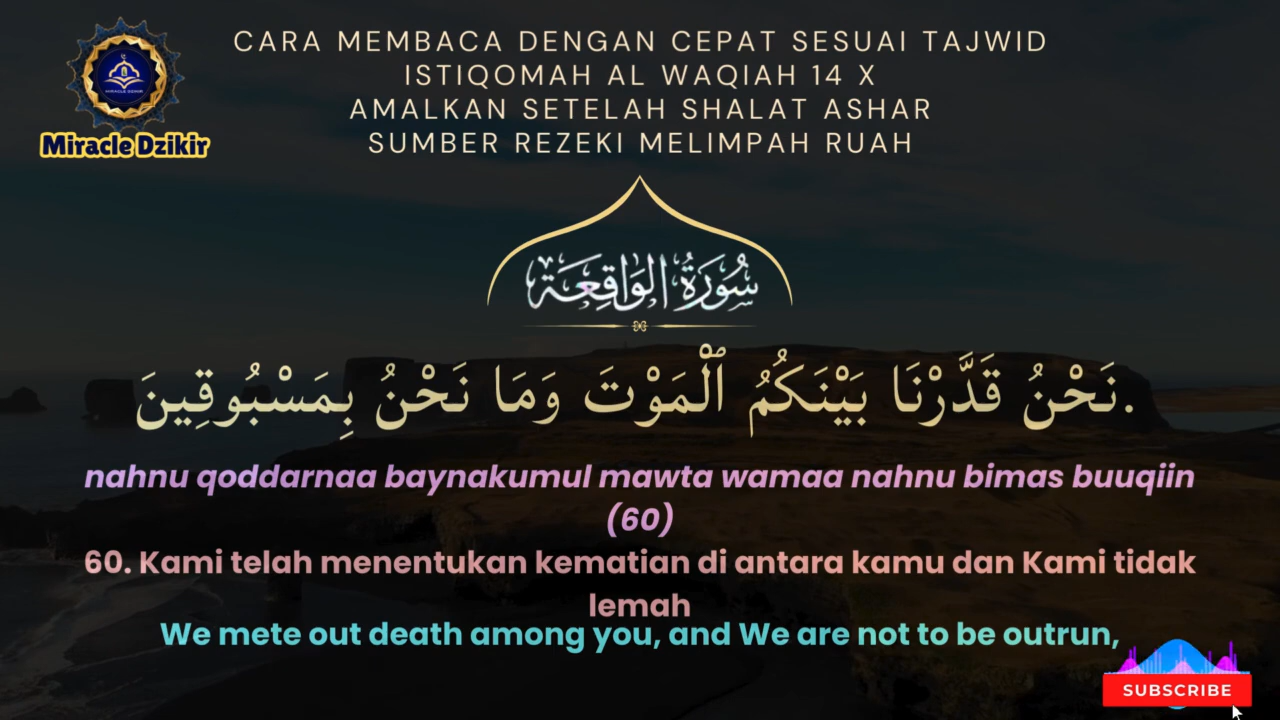 CARA MEMBACA DENGAN CEPAT SESUAI TAJWID
ISTIQOMAH AL WAQIAH 14 X
AMALKAN SETELAH SHALAT ASHAR
SUMBER REZEKI MELIMPAH RUAH
MIRACLE DZIKIR
Miracle Dzikir
سُورَةُ الوَاقِعَة
نَحْنُ قَدَّرْنَا بَيْنَكُمُ ٱلْمَوْتَ وَمَا نَحْنُ بِمَسْبُوقِينَ.
nahnu qoddarnaa baynakumul mawta wamaa nahnu bimas buuqiin
(60)
60. Kami telah menentukan kematian di antara kamu dan Kami tidak
lemah
We mete out death among you, and We are not to be outrun,
SUBSCRIBE